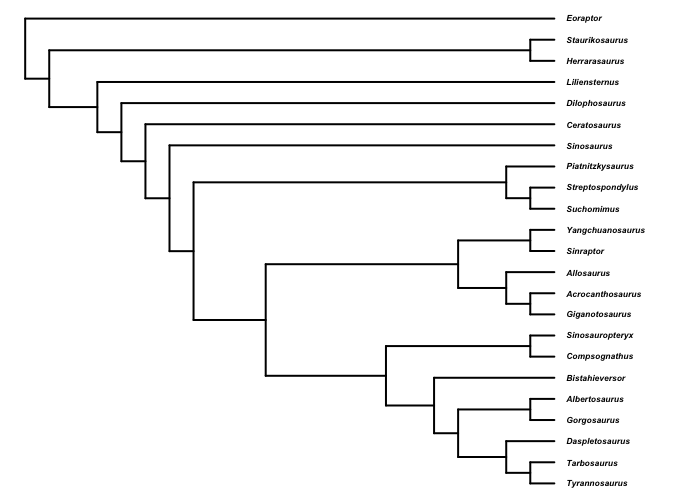 Eoraptor
Staurikosaurus
Herrarasaurus
Liliensternus
Dilophosaurus
Ceratosaurus
Sinosaurus
Piatnitzkysaurus
Streptospondylus
Suchomimus
Yangchuanosaurus
Sinraptor
Allosaurus
Acrocanthosaurus
Giganotosaurus
Sinosauropteryx
Compsognathus
Bistahieversor
Albertosaurus
Gorgosaurus
Daspletosaurus
Tarbosaurus
Tyrannosaurus